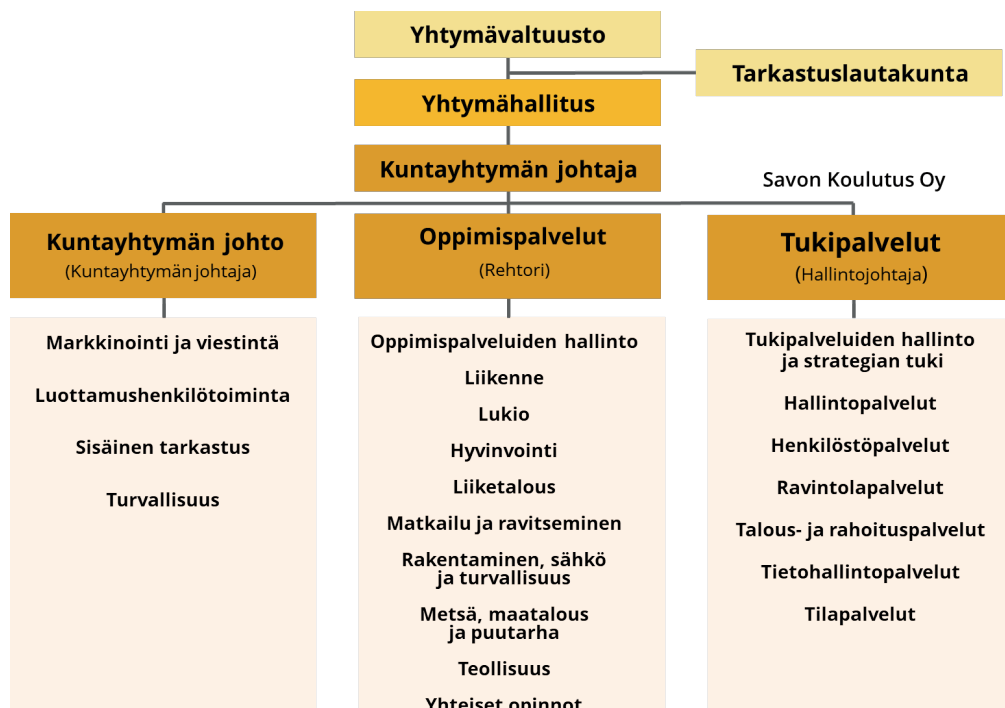 Yhtymävaltuusto
Tarkastuslautakunta
Yhtymähallitus
Kuntayhtymän johtaja
Savon Koulutus Oy
Kuntayhtymän johto
(Kuntayhtymän johtaja)
Markkinointi ja viestintä
Luottamushenkilötoiminta
Sisäinen tarkastus
Turvallisuus
Oppimispalvelut
(Rehtori)
Oppimispalveluiden hallinto
Liikenne
Lukio
Hyvinvointi
Liiketalous
Matkailu ja ravitseminen
Rakentaminen, sähkö
ja turvallisuus
Metsä, maatalous
ja puutarha
Teollisuus
Yhteiset opinnot
Tukipalvelut
(Hallintojohtaja)
Tukipalveluiden hallinto
ja strategian tuki
Hallintopalvelut
Henkilöstöpalvelut
Ravintolapalvelut
Talous- ja rahoituspalvelut
Tietohallintopalvelut
Tilapalvelut